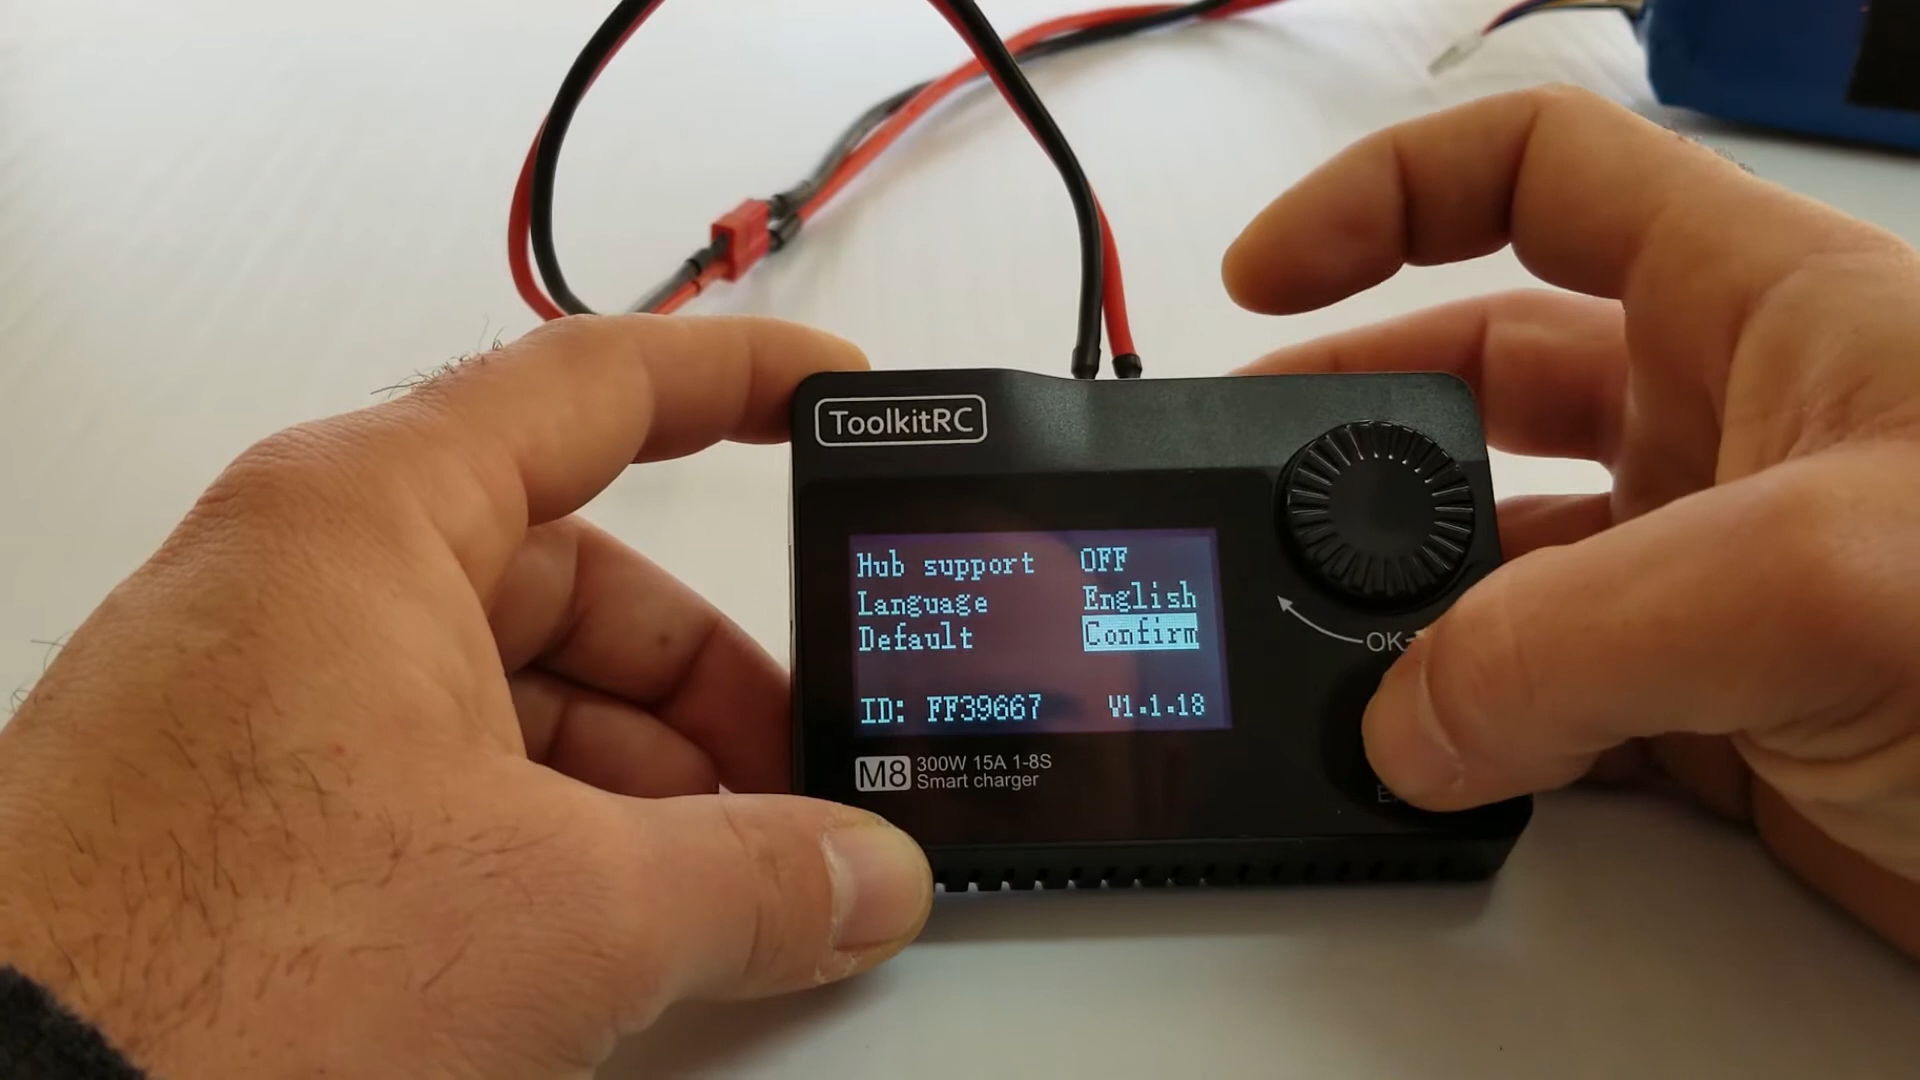 ToolkitRC
Hub support OFF
Language English
Default Confirm
ID: FF39667 V1.1.18
OK
M8 300W 15A 1-8S
Smart charger